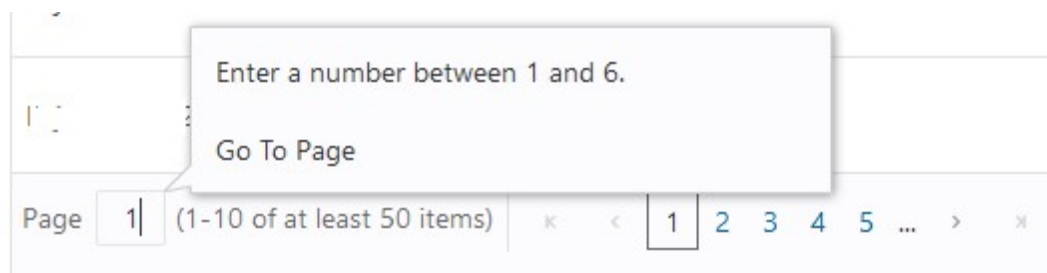 Enter a number between 1 and 6.
Go To Page
Page 1 (1-10 of at least 50 items) K < 1 2 3 4 5 ... > Ж